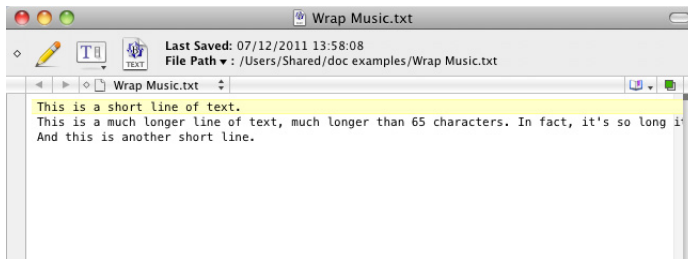 Wrap Music.txt
T
TEXT
Last Saved: 07/12/2011 13:58:08
File Path ▾ : /Users/Shared/doc examples/Wrap Music.txt
Wrap Music.txt
This is a short line of text.
This is a much longer line of text, much longer than 65 characters. In fact, it's so long i
And this is another short line.